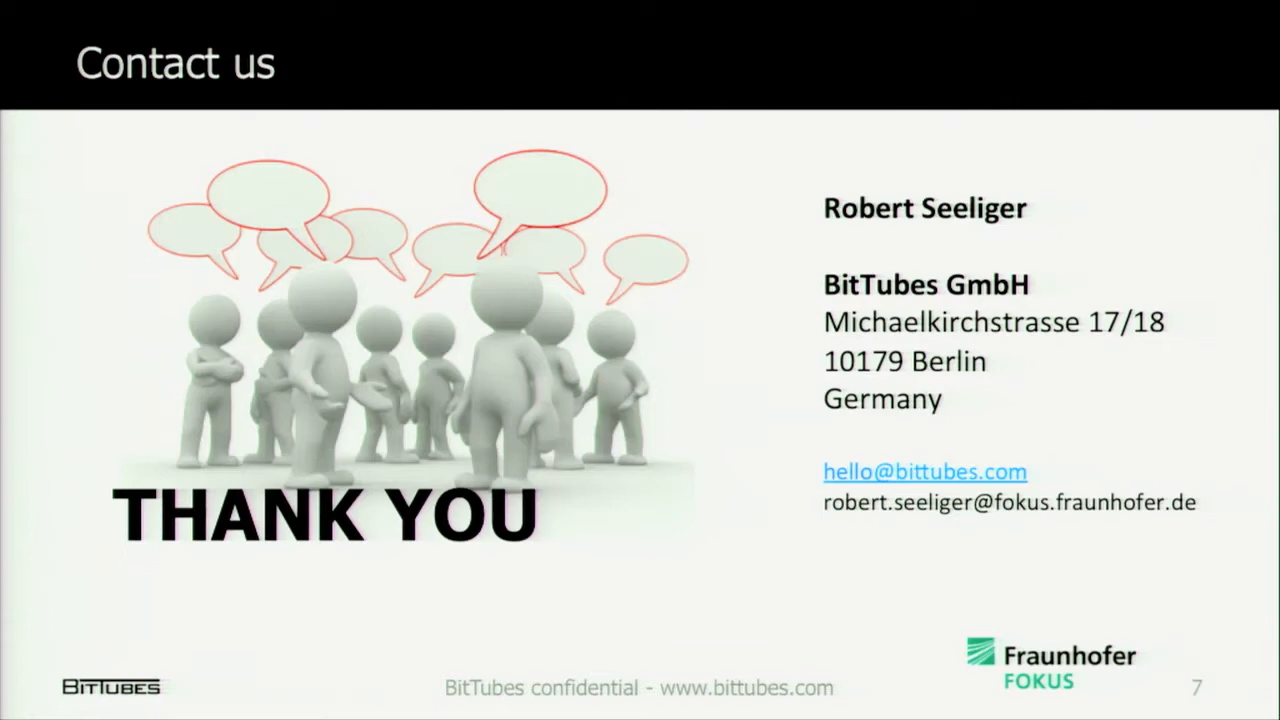 Contact us
Robert Seeliger
BitTubes GmbH
Michaelkirchstrasse 17/18
10179 Berlin
Germany
hello@bittubes.com
robert.seeliger@fokus.fraunhofer.de
THANK YOU
BITTUBES
BitTubes confidential - www.bittubes.com
Fraunhofer
FOKUS
7